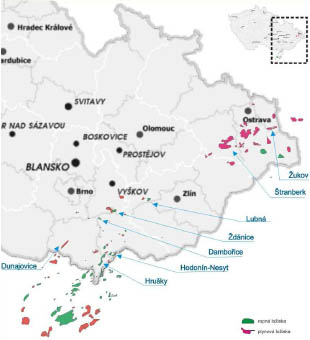 Hradec Králové
ardubice
SVITAVY
Ostrava
R NAD SÁZAVOU
BOSKOVICE
Olomouc
PROSTĚJOV
BLANSKO
Žukov
Štranberk
Brno
VYŠKOV
Zlín
Lubná
Ždánice
Dambořice
Dunajovice
Hodonín-Nesyt
Hrušky
ropná ložiska
plynová ložiska